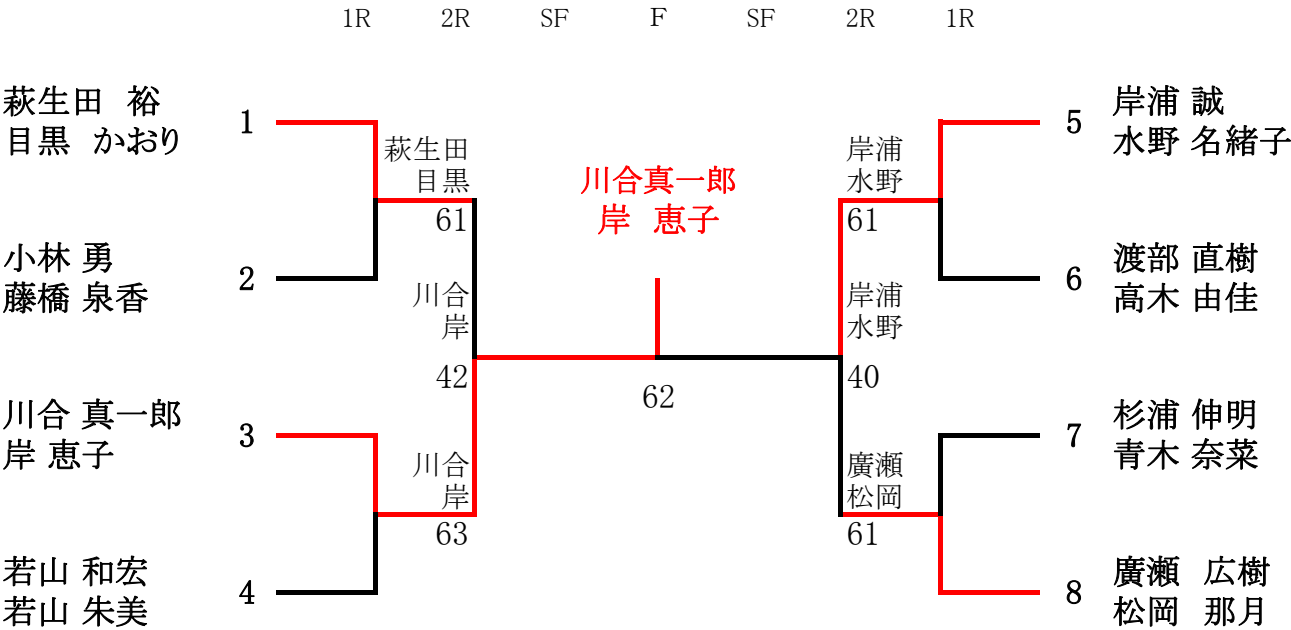 1R 2R SF F SF 2R 1R
萩生田 裕
目黒 かおり
1
小林 勇
藤橋 泉香
2
川合 真一郎
岸 恵子
3
若山 和宏
若山 朱美
4
萩生田
目黒
61
川合
岸
42
川合
岸
63
川合真一郎
岸 恵子
62
岸浦
水野
61
岸浦
水野
40
廣瀬
松岡
61
5
岸浦 誠
水野 名緒子
6
渡部 直樹
高木 由佳
7
杉浦 伸明
青木 奈菜
8
廣瀬 広樹
松岡 那月